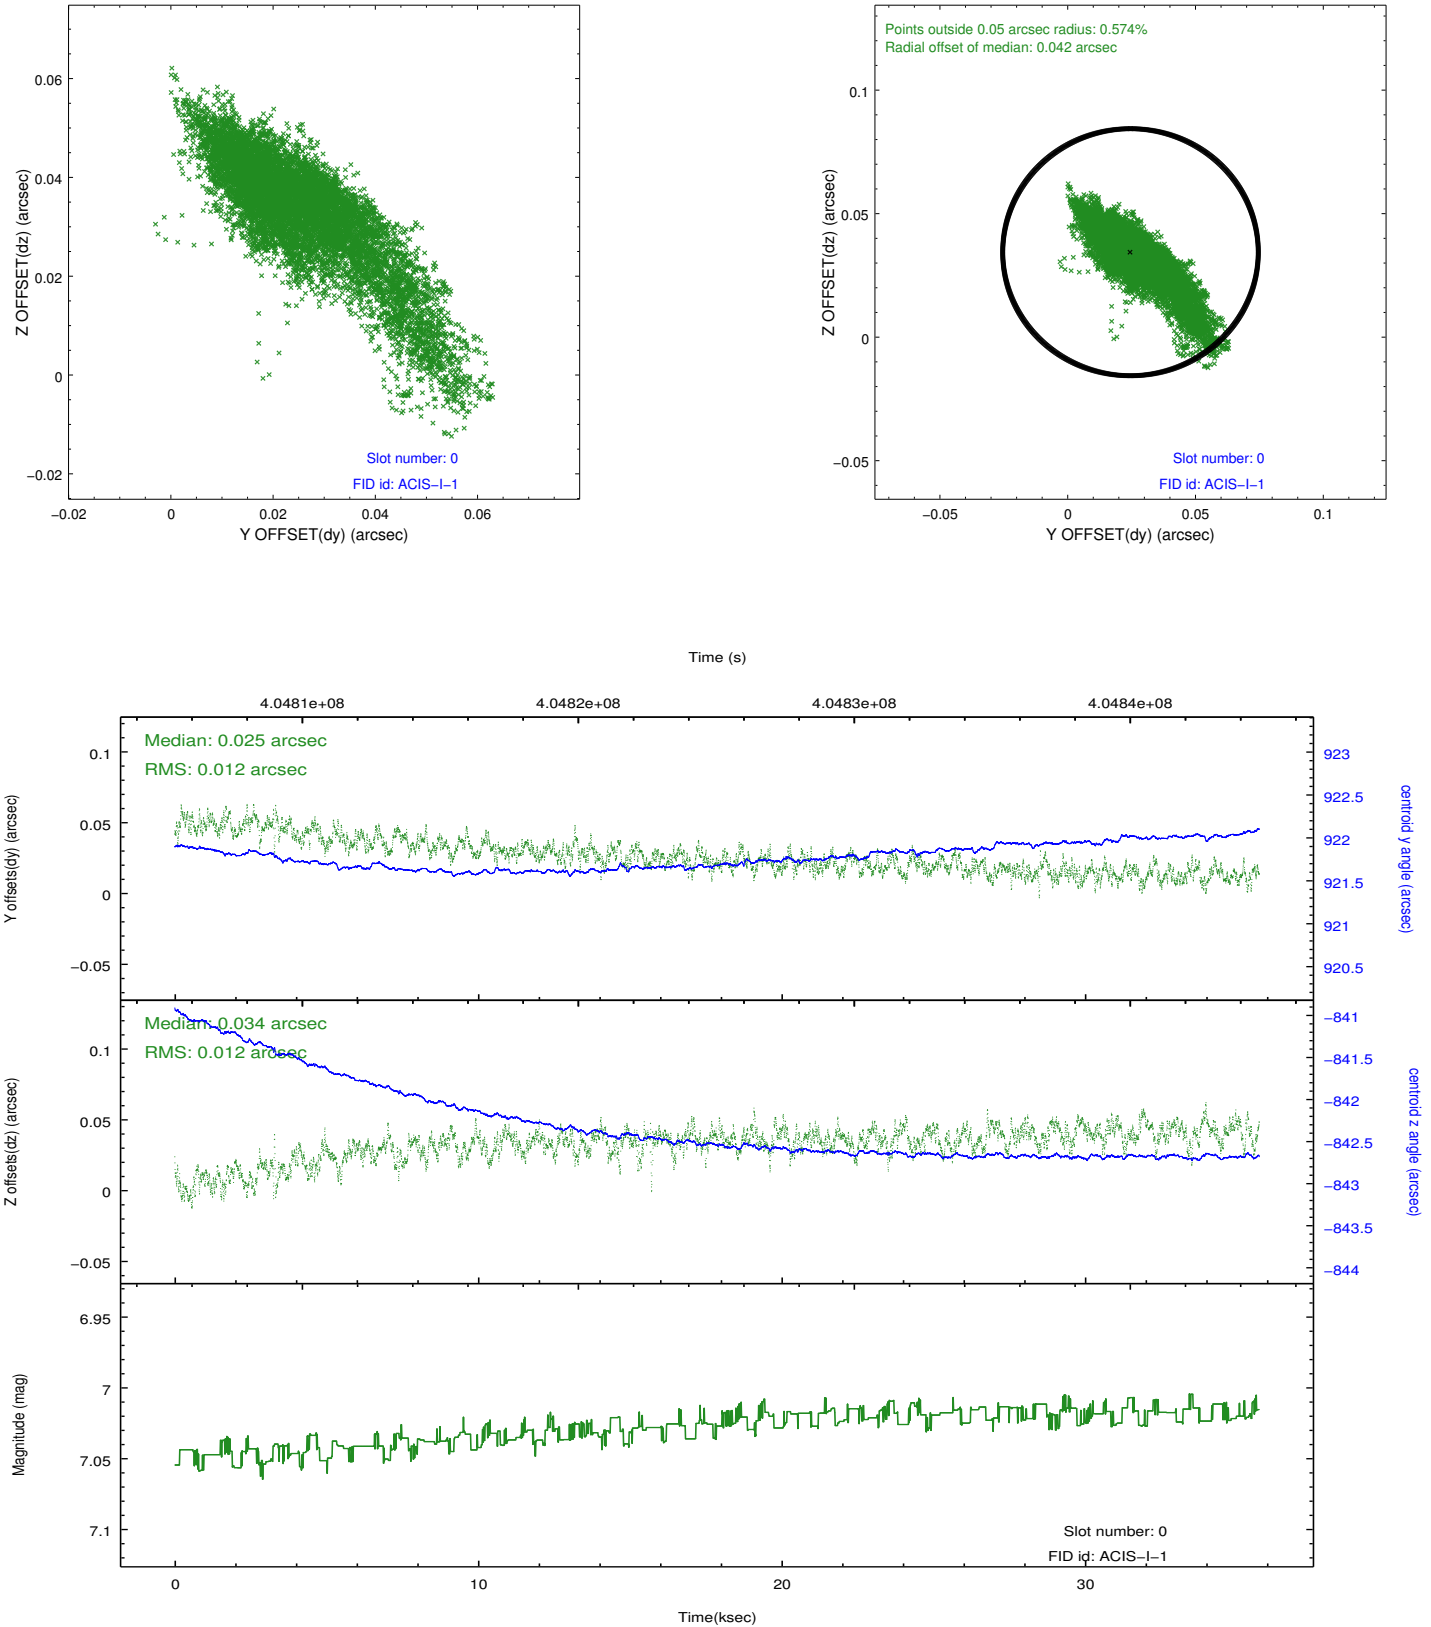 0.06
0.04
0.02
0
−0.02
Z OFFSET(dz) (arcsec)
Slot number: 0
FID id: ACIS−I−1
−0.02
0
0.02
0.04
0.06
Y OFFSET(dy) (arcsec)
Points outside 0.05 arcsec radius: 0.574%
Radial offset of median: 0.042 arcsec
0.1
0.05
0
−0.05
Z OFFSET(dz) (arcsec)
Slot number: 0
FID id: ACIS−I−1
−0.05
0
0.05
0.1
Y OFFSET(dy) (arcsec)
Time (s)
4.0481e+08
4.0482e+08
4.0483e+08
4.0484e+08
Median: 0.025 arcsec
RMS: 0.012 arcsec
0.1
0.05
0
−0.05
Y offsets(dy) (arcsec)
923
922.5
922
921.5
921
920.5
centroid y angle (arcsec)
Median: 0.034 arcsec
RMS: 0.012 arcsec
0.1
0.05
0
−0.05
Z offsets(dz) (arcsec)
−841
−841.5
−842
−842.5
−843
−843.5
−844
centroid z angle (arcsec)
6.95
7
7.05
7.1
Magnitude (mag)
Slot number: 0
FID id: ACIS−I−1
0
10
20
30
Time(ksec)